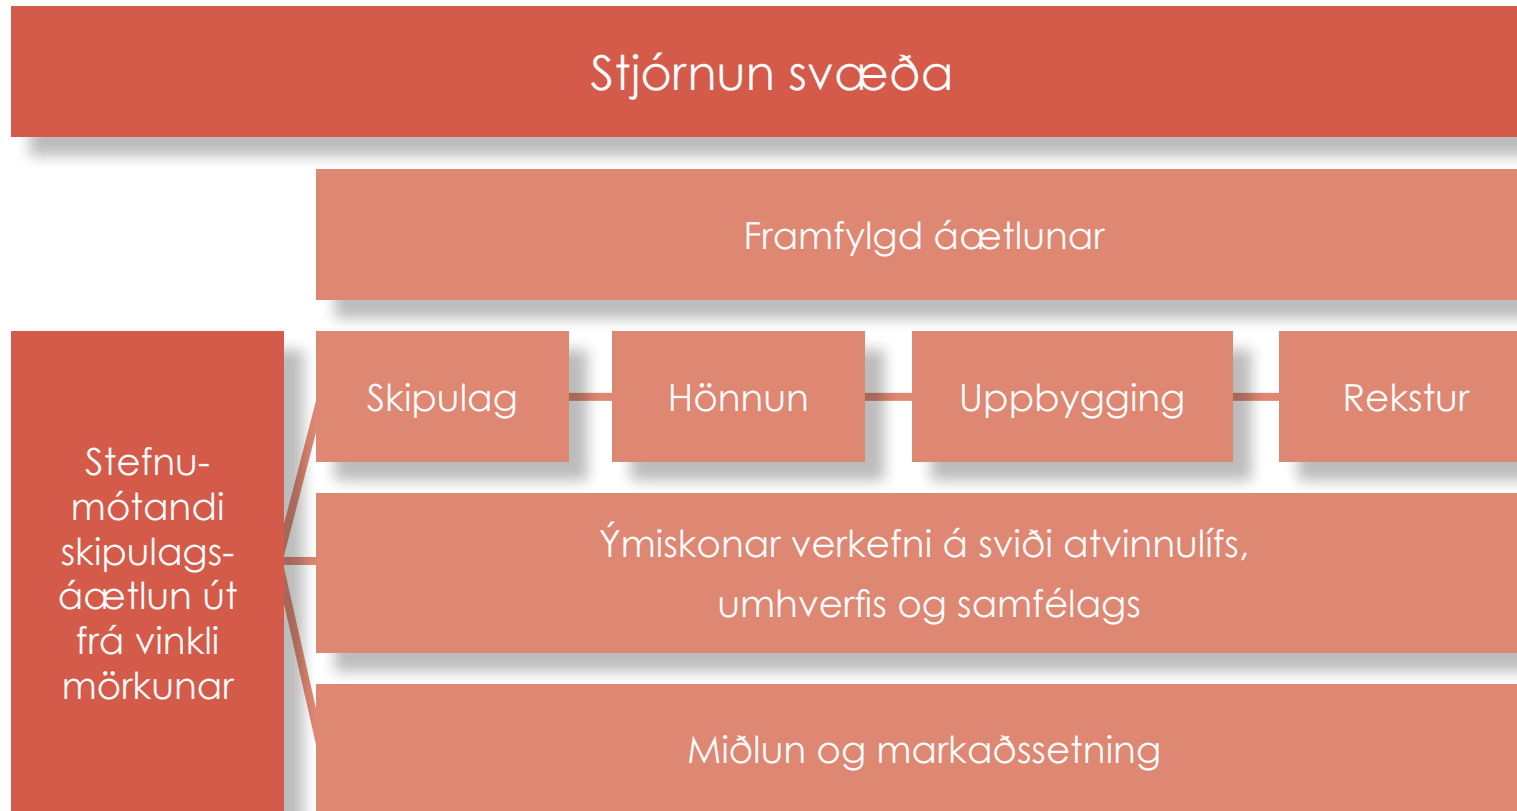 Stjórnun svæða
Framfylgd áætlunar
Skipulag
Hönnun
Uppbygging
Rekstur
Stefnu-
mótandi
skipulags-
áætlun út
frá vinkli
mörkunar
Ýmiskonar verkefni á sviði atvinnulífs,
umhverfis og samfélags
Miðlun og markaðssetning